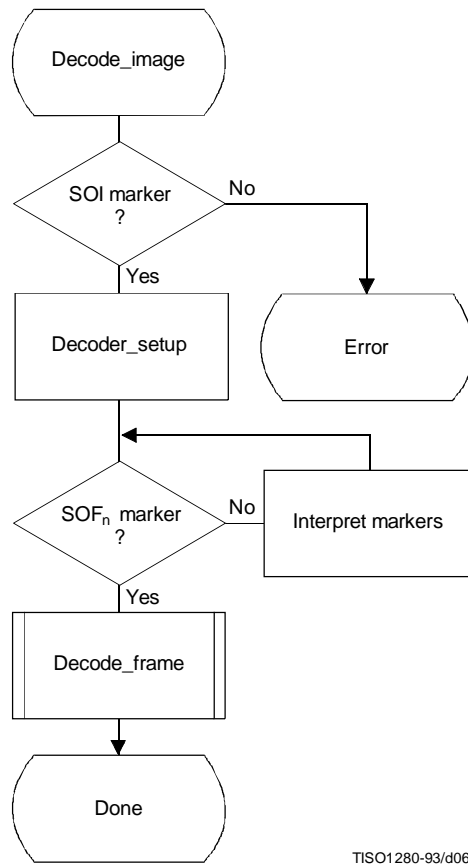 Decode_image
SOI marker
?
No
Yes
Decoder_setup
Error
SOFn marker
?
No
Interpret markers
Yes
Decode_frame
Done
TISO1280-93/d06